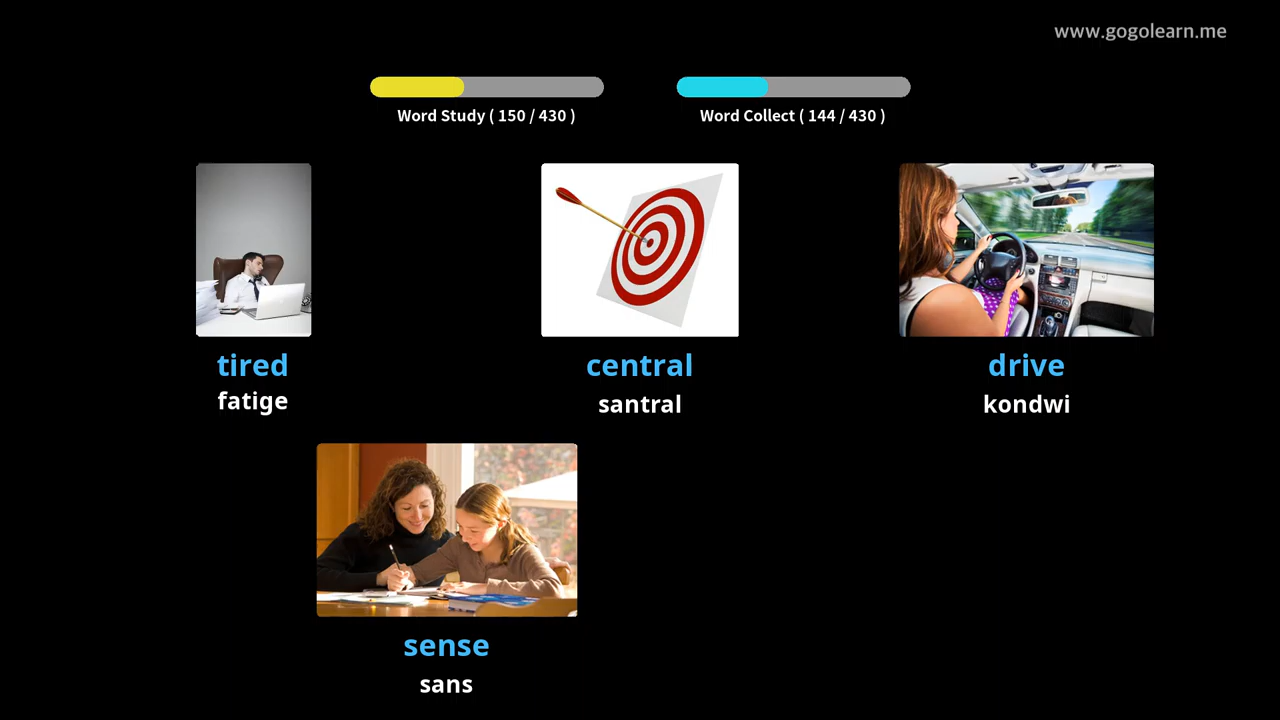 www.gogolearn.me
Word Study ( 150 / 430 )
Word Collect ( 144 / 430 )
tired
fatige
central
santral
drive
kondwi
sense
sans